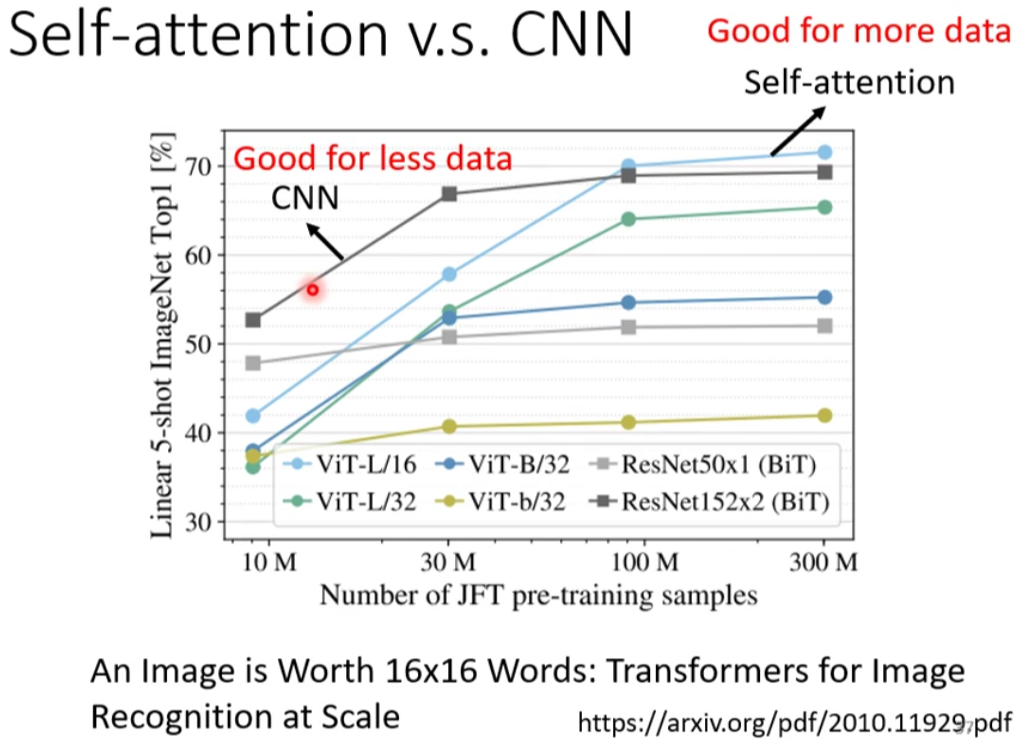 Self-attention v.s. CNN
Good for more data
Self-attention
Good for less data
CNN
Linear 5-shot ImageNet Top1 [%]
70
60
50
40
30
ViT-L/16 ViT-B/32 ResNet50x1 (BiT)
ViT-L/32 ViT-b/32 ResNet152x2 (BiT)
10 M 30 M 100 M 300 M
Number of JFT pre-training samples
An Image is Worth 16x16 Words: Transformers for Image
Recognition at Scale
https://arxiv.org/pdf/2010.11929.pdf
37